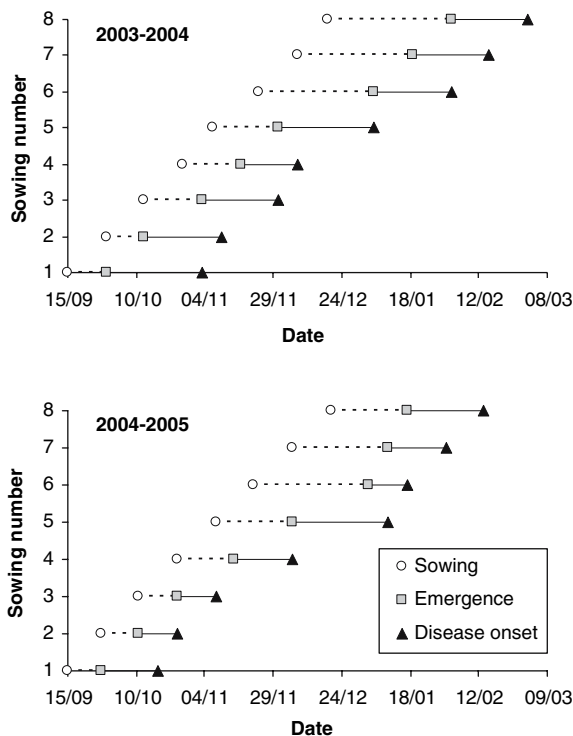 2003-2004
Sowing number
8
7
6
5
4
3
2
1
15/09 10/10 04/11 29/11 24/12 18/01 12/02 08/03
Date
2004-2005
Sowing number
8
7
6
5
4
3
2
1
Sowing
Emergence
Disease onset
15/09 10/10 04/11 29/11 24/12 18/01 12/02 09/03
Date